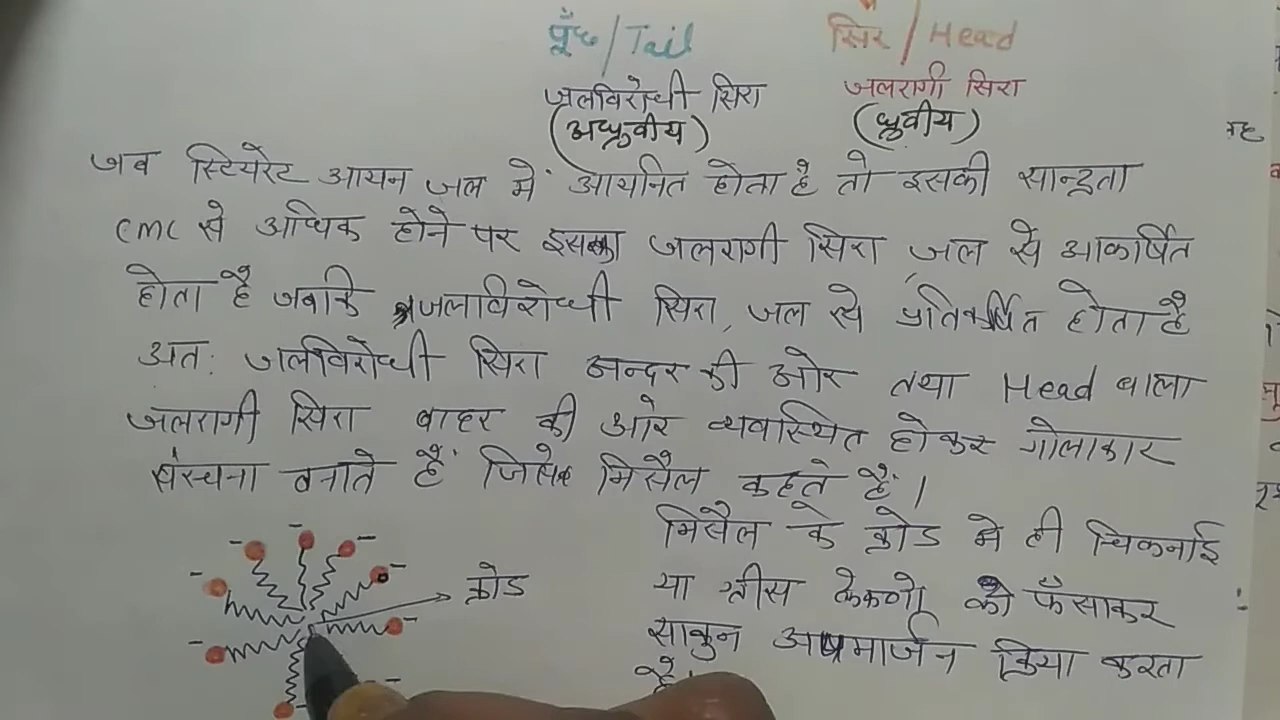 पूँछ/Tail सिर/Head
जलविरोधी सिरा जलरागी सिरा
(अध्रुवीय) (ध्रुवीय)
जब स्टियरेट आयन जल में आयनित होता है तो इसकी सान्द्रता
CMC से अधिक होने पर इसका जलरागी सिरा जल से आकर्षित
होता है जबकि जलविरोधी सिरा, जल से प्रतिकर्षित होता है
अत: जलविरोधी सिरा अन्दर की ओर तथा Head वाला
जलरागी सिरा बाहर की ओर व्यवस्थित होकर गोलाकार
संरचना बनाते हैं जिसे मिसैल कहते हैं।
मिसैल के क्रोड मे ही चिकनाई
क्रोड
या ग्रीस के कणो को फँसाकर
साबुन अपमार्जन क्रिया करता
है।